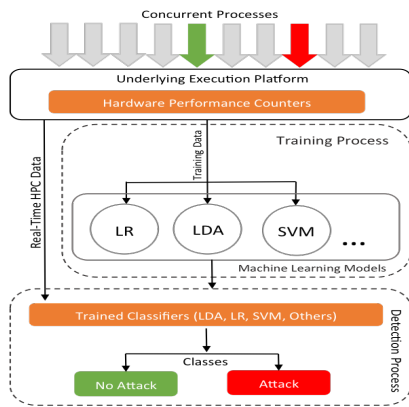 Concurrent Processes
Underlying Execution Platform
Hardware Performance Counters
Training Process
Real-Time HPC Data
Training Data
LR
LDA
SVM
...
Machine Learning Models
Trained Classifiers (LDA, LR, SVM, Others)
Detection Process
Classes
No Attack
Attack